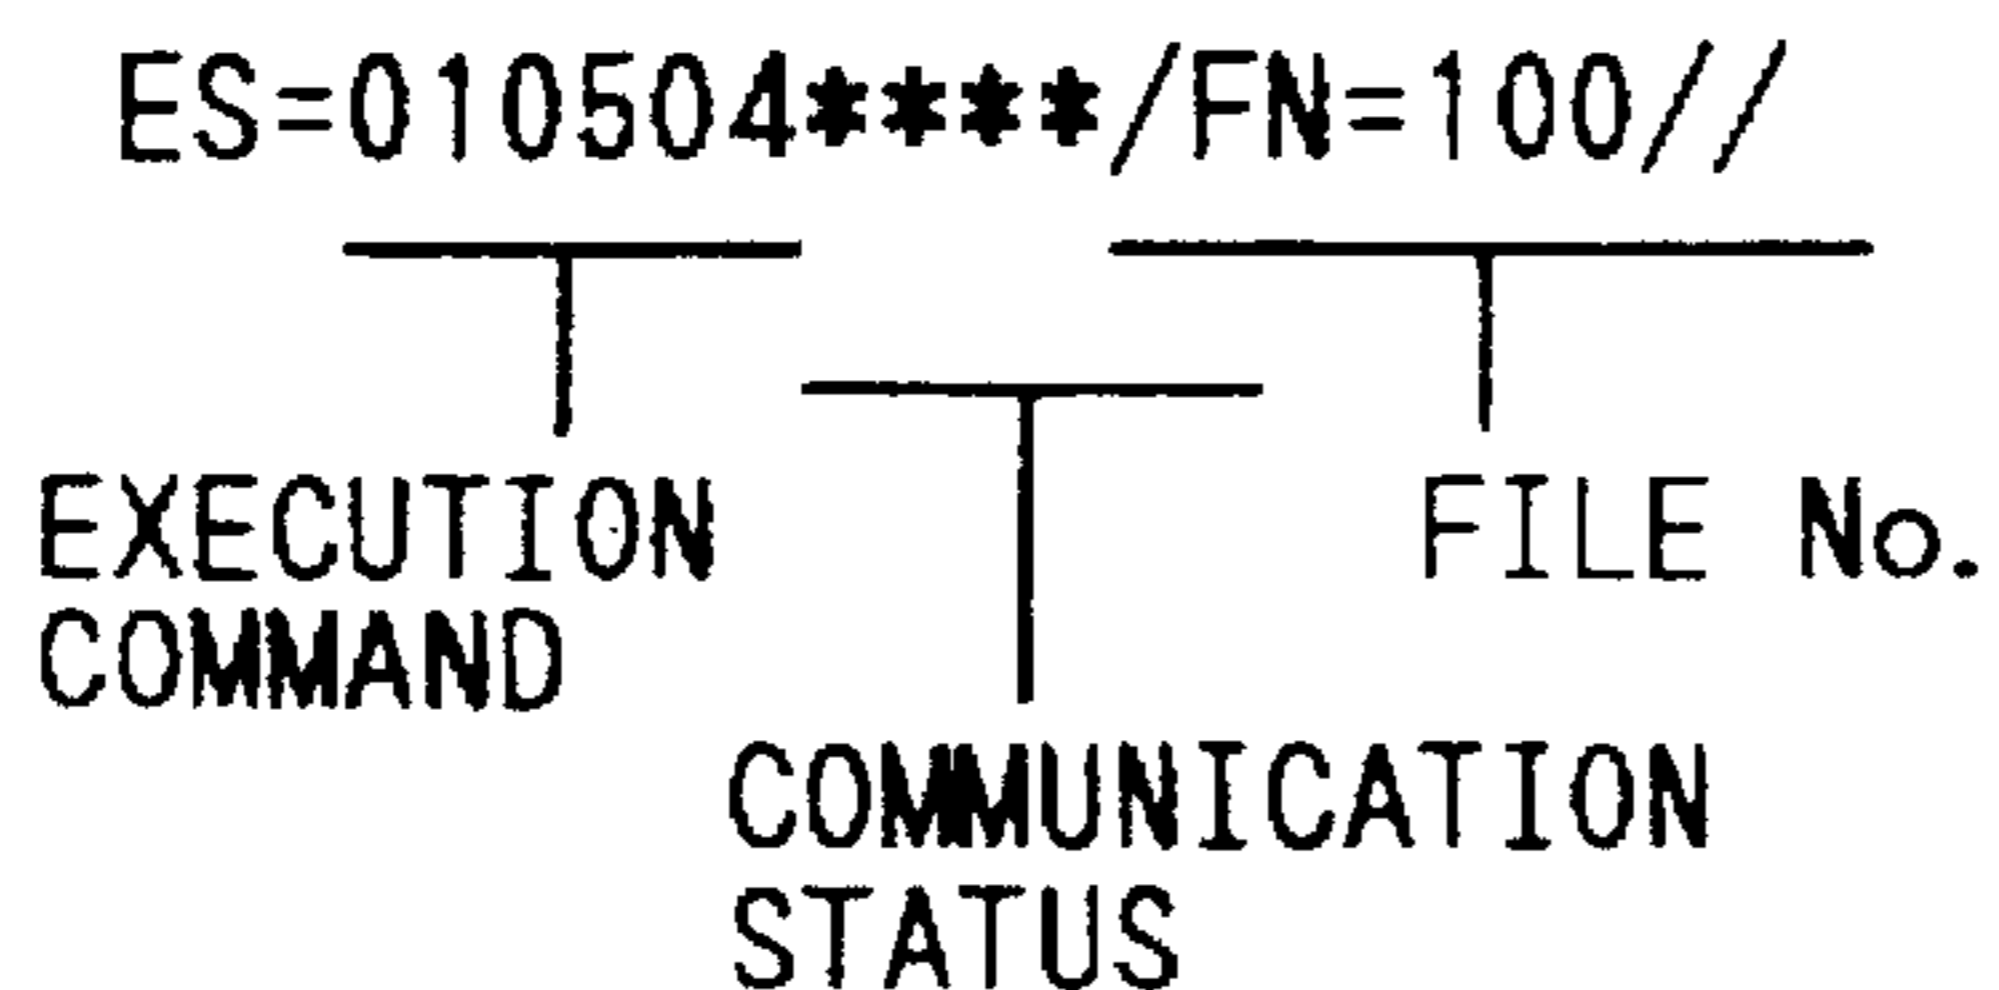 ES=010504****/FN=100//
EXECUTION
COMMAND
FILE No.
COMMUNICATION
STATUS